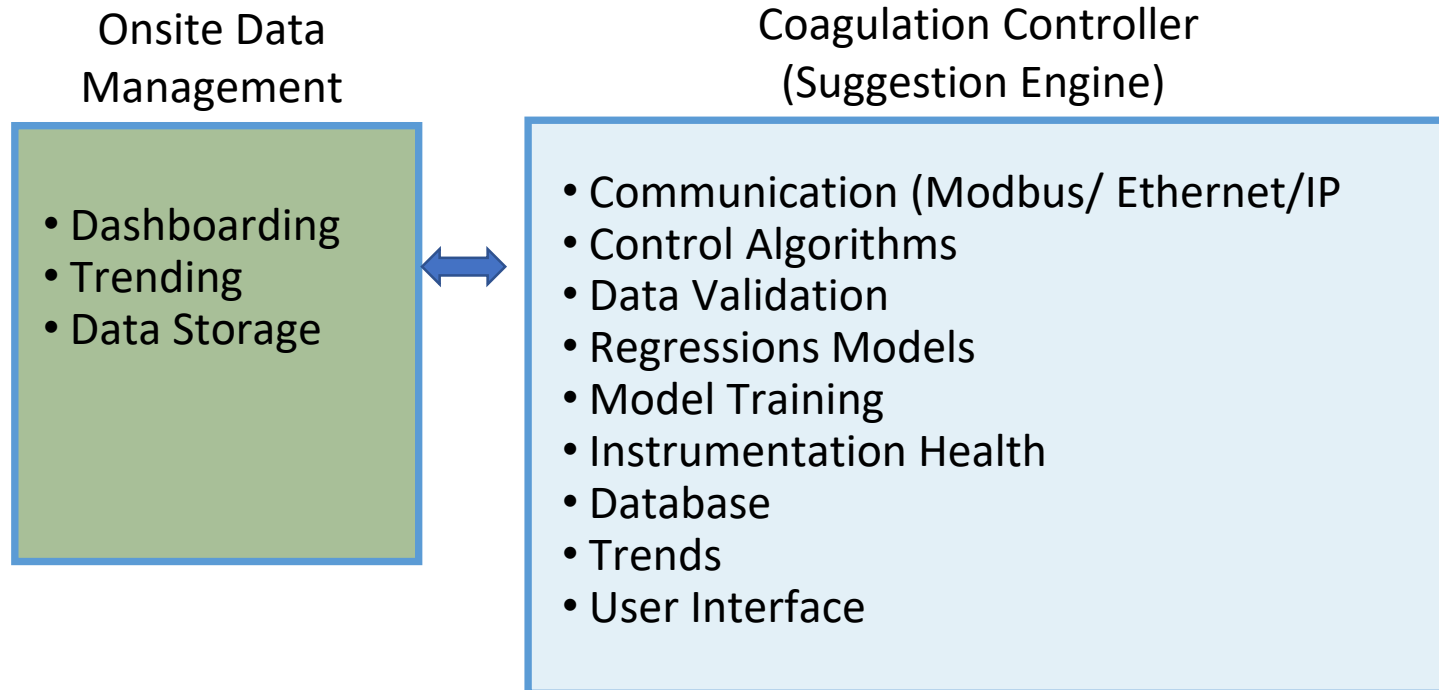 Onsite Data
Management
• Dashboarding
• Trending
• Data Storage
Coagulation Controller
(Suggestion Engine)
• Communication (Modbus/ Ethernet/IP
• Control Algorithms
• Data Validation
• Regressions Models
• Model Training
• Instrumentation Health
• Database
• Trends
• User Interface